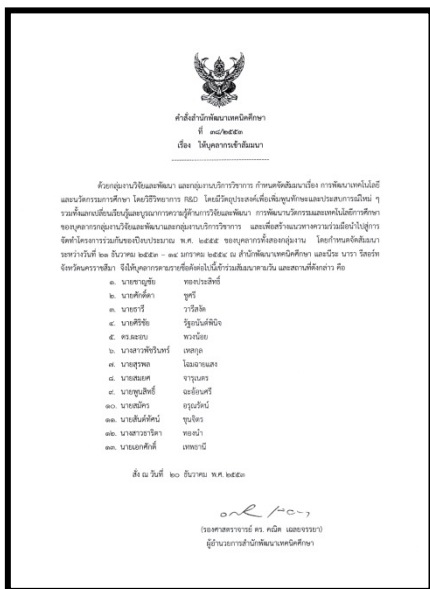 คำสั่งสำนักพัฒนาเทคนิคศึกษา
ที่ ๓๘/๒๕๕๓
เรื่อง ให้บุคลากรเข้าสัมมนา
ด้วยกลุ่มงานวิจัยและพัฒนา และกลุ่มงานบริการวิชาการ กำหนดจัดสัมมนาเรื่อง การพัฒนาเทคโนโลยี
และนวัตกรรมการศึกษา โดยวิธีวิทยาการ R&D โดยมีวัตถุประสงค์เพื่อเพิ่มพูนทักษะและประสบการณ์ใหม่ ๆ
รวมทั้งแลกเปลี่ยนเรียนรู้และบูรณาการความรู้ด้านการวิจัยและพัฒนา การพัฒนานวัตกรรมและเทคโนโลยีการศึกษา
ของบุคลากรกลุ่มงานวิจัยและพัฒนาและกลุ่มงานบริการวิชาการ และเพื่อสร้างแนวทางความร่วมมือนำไปสู่การ
จัดทำโครงการร่วมกันของปีงบประมาณ พ.ศ. ๒๕๕๕ ของบุคลากรทั้งสองกลุ่มงาน โดยกำหนดจัดสัมมนา
ระหว่างวันที่ ๒๓ ธันวาคม ๒๕๕๓ – ๑๔ มกราคม ๒๕๕๔ ณ สำนักพัฒนาเทคนิคศึกษา และนีระ นารา รีสอร์ท
จังหวัดนครราชสีมา จึงให้บุคลากรตามรายชื่อดังต่อไปนี้เข้าร่วมสัมมนาตามวัน และสถานที่ดังกล่าว คือ
๑. นายชาญชัย ทองประสิทธิ์
๒. นายศักดิ์ดา ชูศรี
๓. นายธารี วารีสงัด
๔. นายศิริชัย รัฐอนันต์พินิจ
๕. ดร.ผะอบ พวงน้อย
๖. นางสาวพัชรินทร์ เหสกุล
๗. นายสุรพล โฉมฉายแสง
๘. นายสมยศ จารุเนตร
๙. นายพูนสิทธิ์ ฉะอ้อนศรี
๑๐. นายสมัคร อรุณรัตน์
๑๑. นายสันต์ทัศน์ ขุนจิตร
๑๒. นางสาวธาริตา ทองนำ
๑๓. นายเอกศักดิ์ เทพธานี
สั่ง ณ วันที่ ๒๐ ธันวาคม พ.ศ. ๒๕๕๓
(รองศาสตราจารย์ ดร. คณิต เฉลยจรรยา)
ผู้อำนวยการสำนักพัฒนาเทคนิคศึกษา